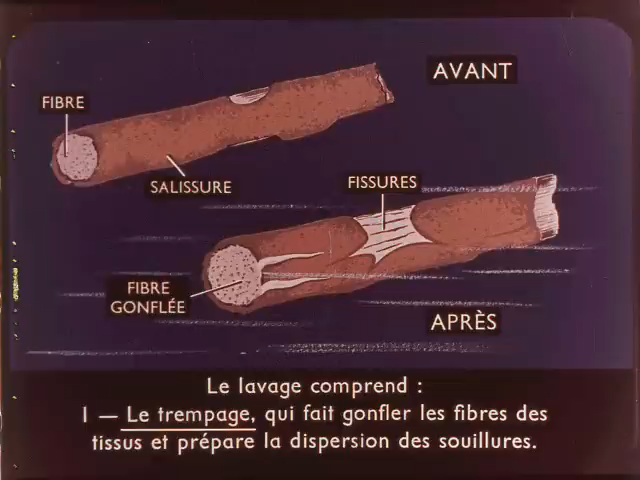 AVANT
FIBRE
SALISSURE
FISSURES
FIBRE
GONFLÉE
APRÈS
Le lavage comprend :
I — Le trempage, qui fait gonfler les fibres des
tissus et prépare la dispersion des souillures.